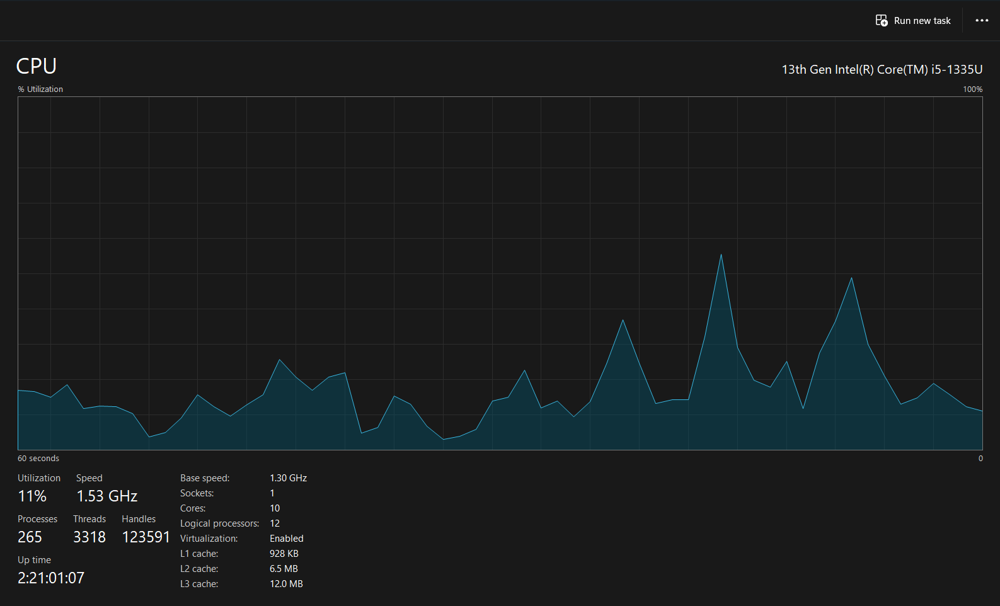 Run new task
CPU
13th Gen Intel(R) Core(TM) i5-1335U
% Utilization
100%
60 seconds
0
Utilization Speed
11% 1.53 GHz
Processes Threads Handles
265 3318 123591
Up time
2:21:01:07
Base speed: 1.30 GHz
Sockets: 1
Cores: 10
Logical processors: 12
Virtualization: Enabled
L1 cache: 928 KB
L2 cache: 6.5 MB
L3 cache: 12.0 MB